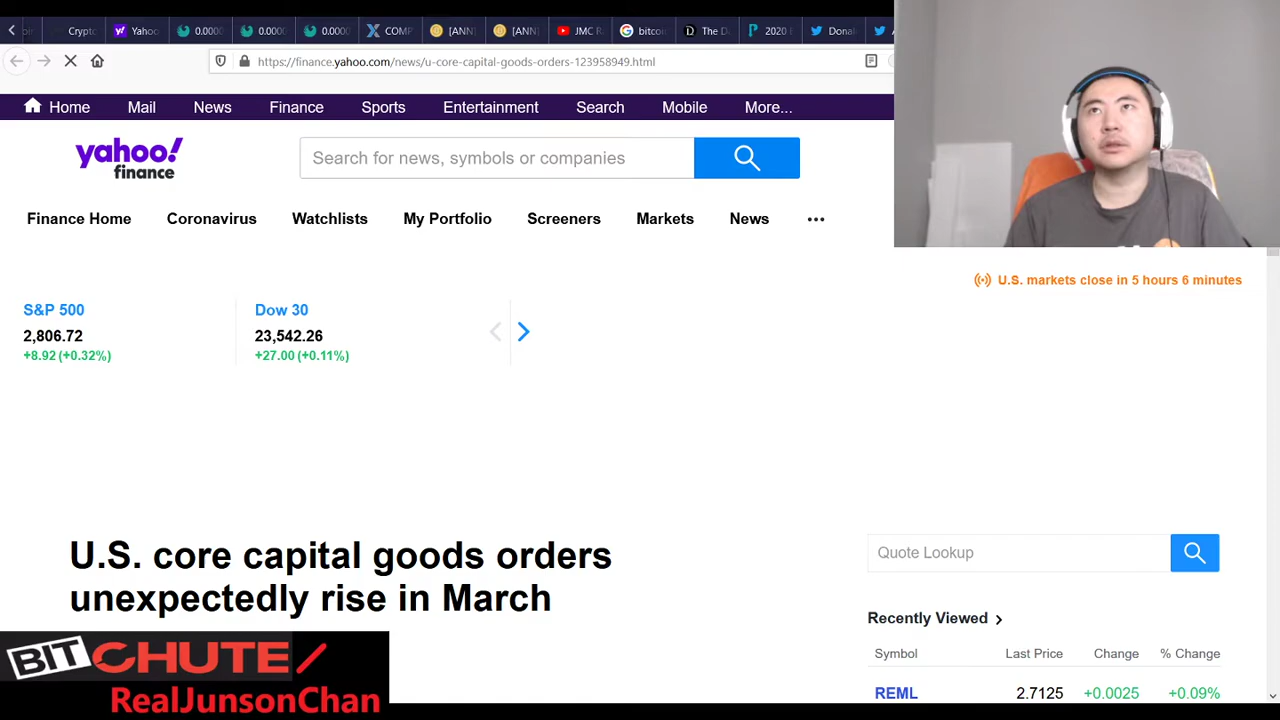 Crypto
Yahoo
0.0000
0.0000
0.0000
COMP
[ANN]
[ANN]
JMC R
bitcoi
The D
2020
Donal
https://finance.yahoo.com/news/u-core-capital-goods-orders-123958949.html
Home
Mail
News
Finance
Sports
Entertainment
Search
Mobile
More...
yahoo!
finance
Search for news, symbols or companies
Finance Home
Coronavirus
Watchlists
My Portfolio
Screeners
Markets
News
U.S. markets close in 5 hours 6 minutes
S&P 500
2,806.72
+8.92 (+0.32%)
Dow 30
23,542.26
+27.00 (+0.11%)
U.S. core capital goods orders
unexpectedly rise in March
Quote Lookup
Recently Viewed
Symbol Last Price Change % Change
REML 2.7125 +0.0025 +0.09%
BITCHUTE
RealJunsonChan